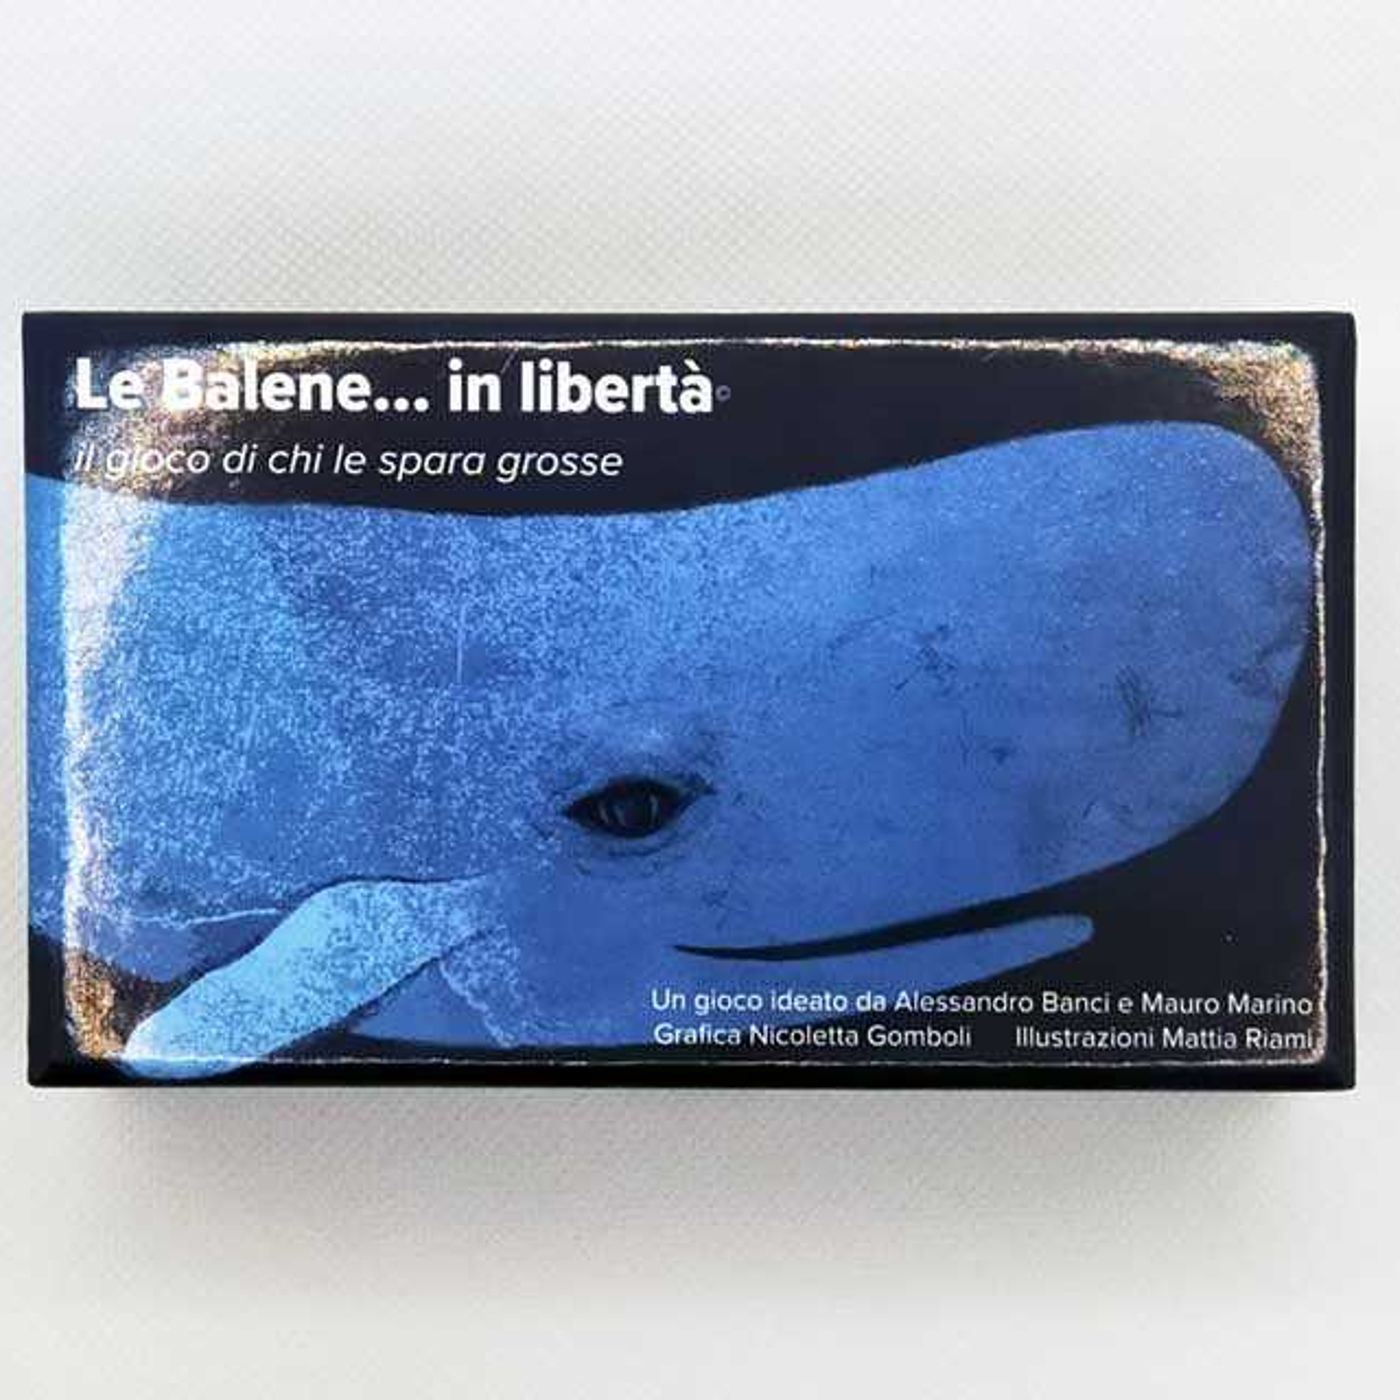 Le Balene... in libertà©
il gioco di chi le spara grosse
Un gioco ideato da Alessandro Banci e Mauro Marino
Grafica Nicoletta Gomboli Illustrazioni Mattia Riami